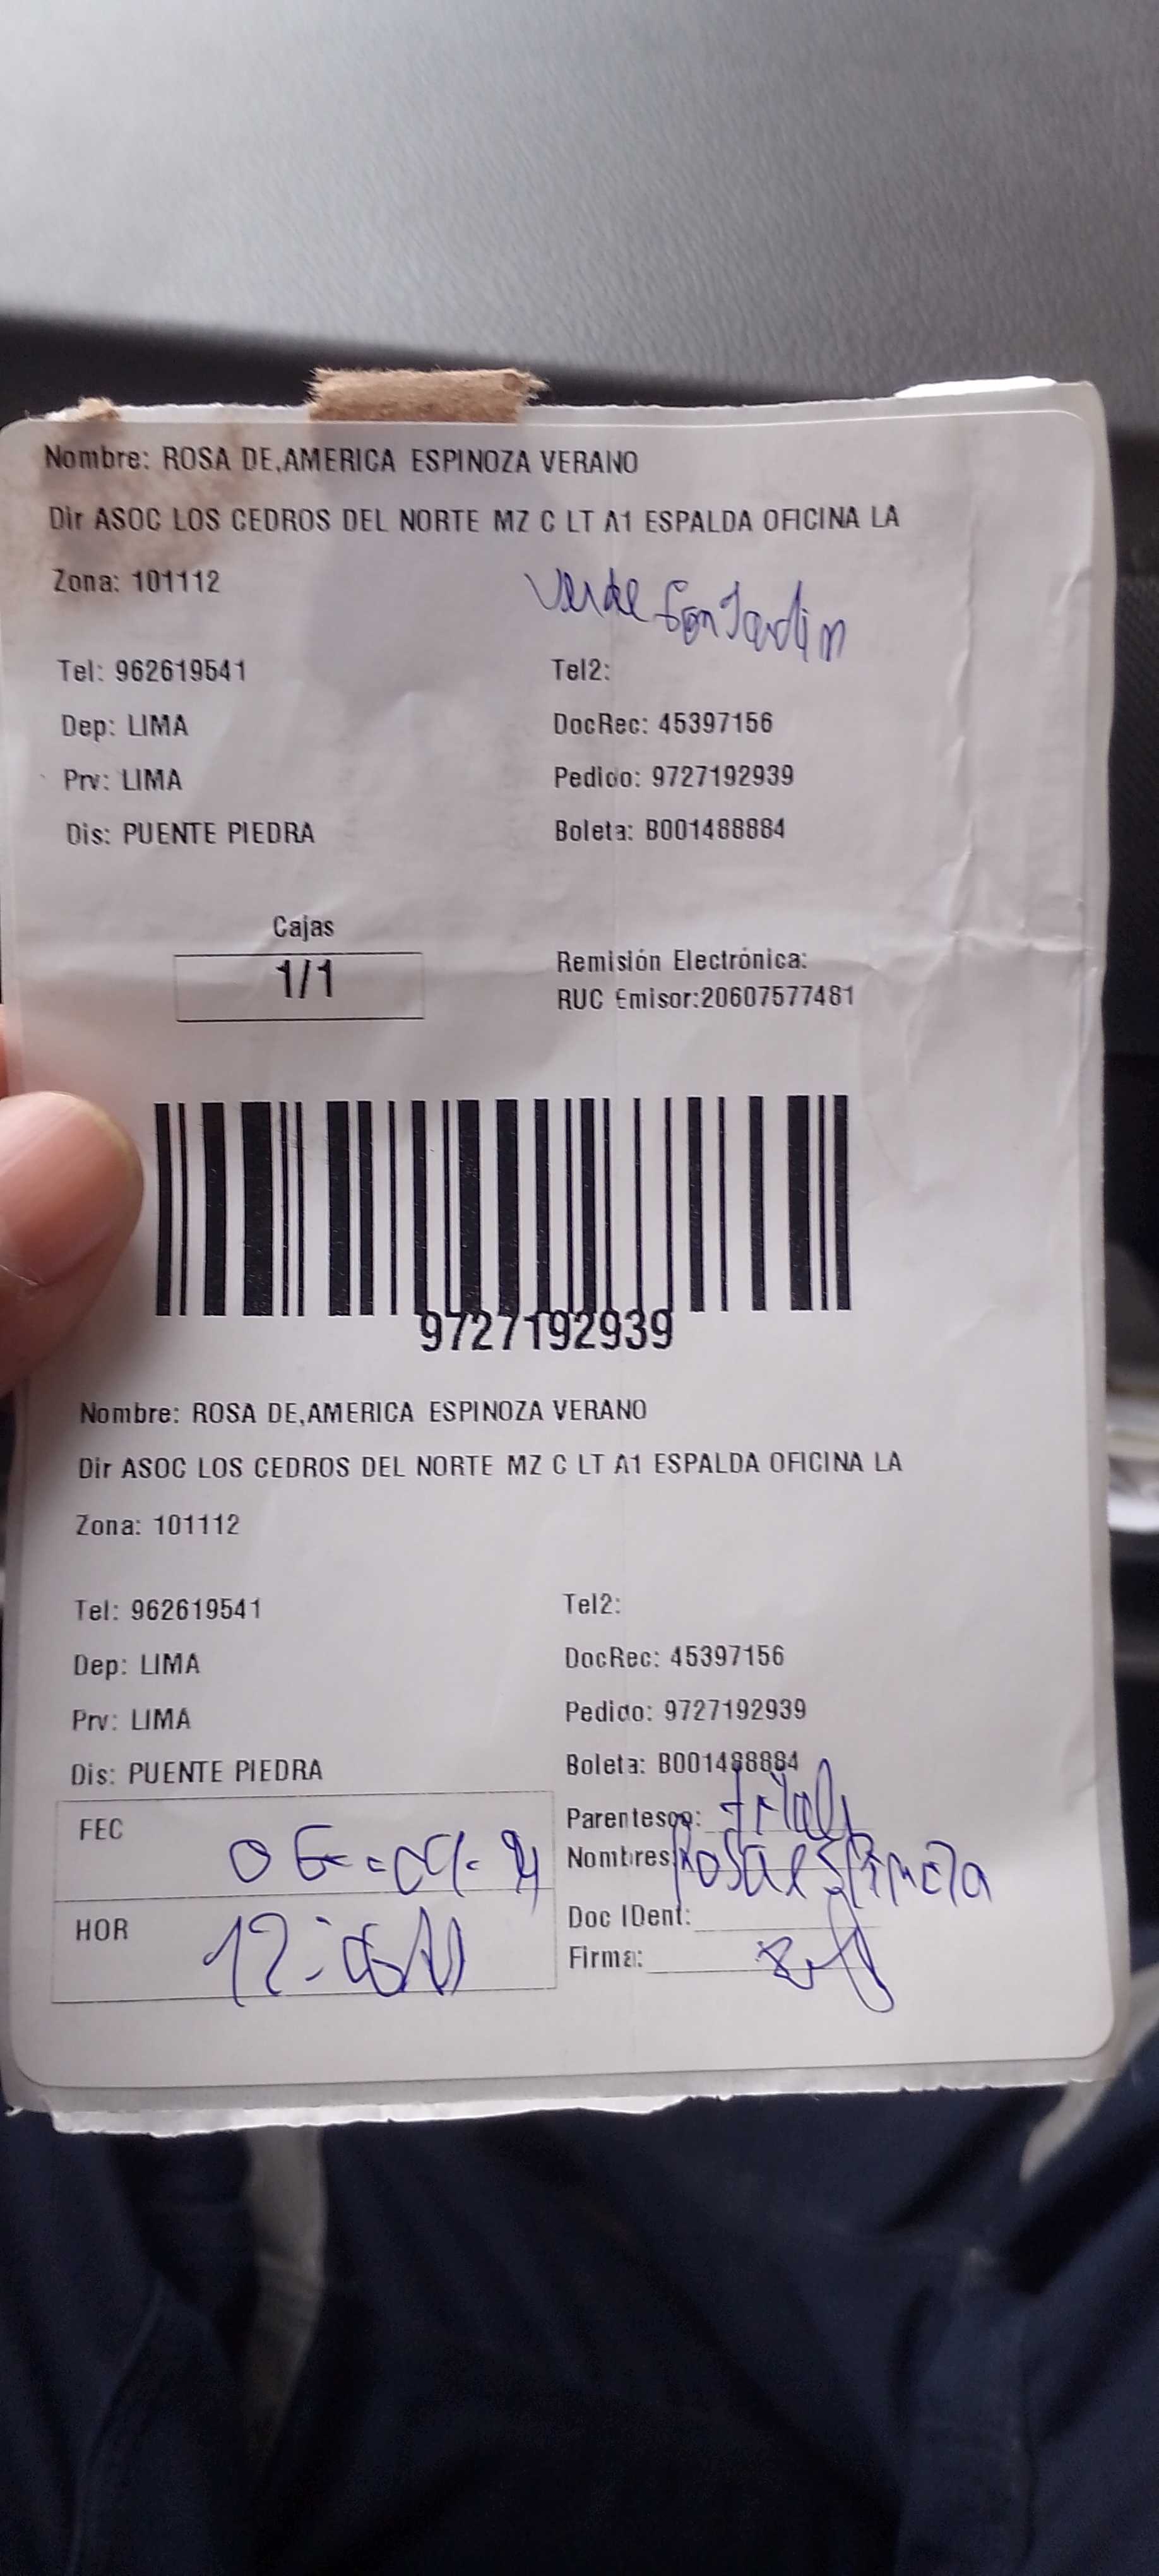 Nombre: ROSA DE,AMERICA ESPINOZA VERANO
Dir ASOC LOS CEDROS DEL NORTE MZ C LT A1 ESPALDA OFICINA LA
Zona: 101112
Verde Con Jardin
Tel: 962619541 Tel2:
Dep: LIMA DocRec: 45397156
Prv: LIMA Pedido: 9727192939
Dis: PUENTE PIEDRA Boleta: B001488884
Cajas
1/1
Remisión Electrónica:
RUC Emisor:20607577481
9727192939
Nombre: ROSA DE,AMERICA ESPINOZA VERANO
Dir ASOC LOS CEDROS DEL NORTE MZ C LT A1 ESPALDA OFICINA LA
Zona: 101112
Tel: 962619541 Tel2:
Dep: LIMA DocRec: 45397156
Prv: LIMA Pedido: 9727192939
Dis: PUENTE PIEDRA Boleta: B001488884
FEC
Parentesco:
Nombres: Rosa
HOR
Doc IDent:
Firma: